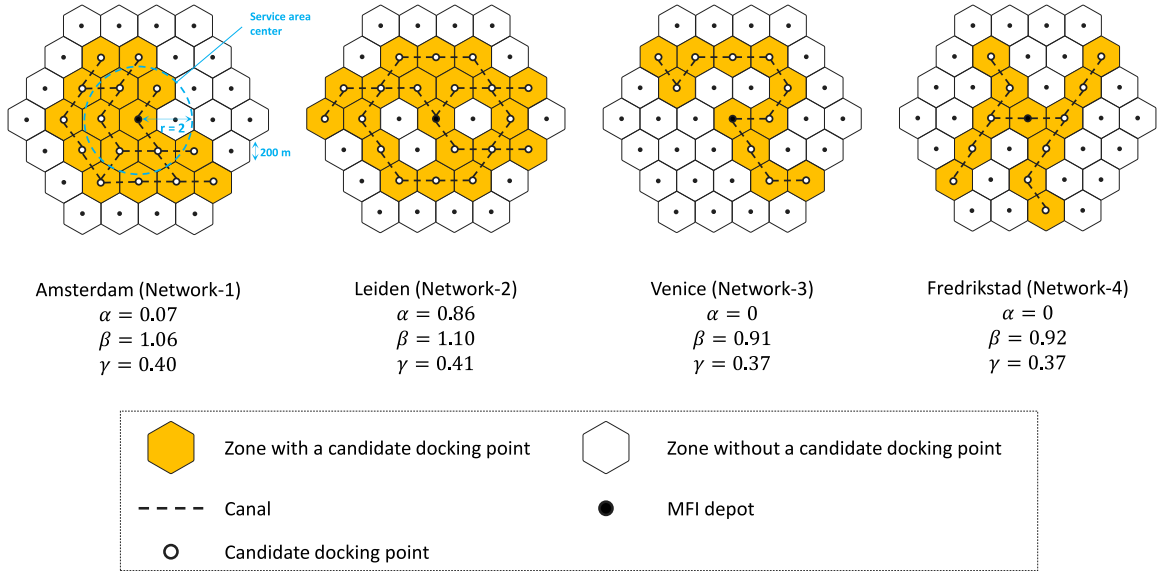 Service area
center
r = 2
200 m
Amsterdam (Network-1)
α = 0.07
β = 1.06
γ = 0.40
Leiden (Network-2)
α = 0.86
β = 1.10
γ = 0.41
Venice (Network-3)
α = 0
β = 0.91
γ = 0.37
Fredrikstad (Network-4)
α = 0
β = 0.92
γ = 0.37
Zone with a candidate docking point
Zone without a candidate docking point
Canal
MFI depot
Candidate docking point